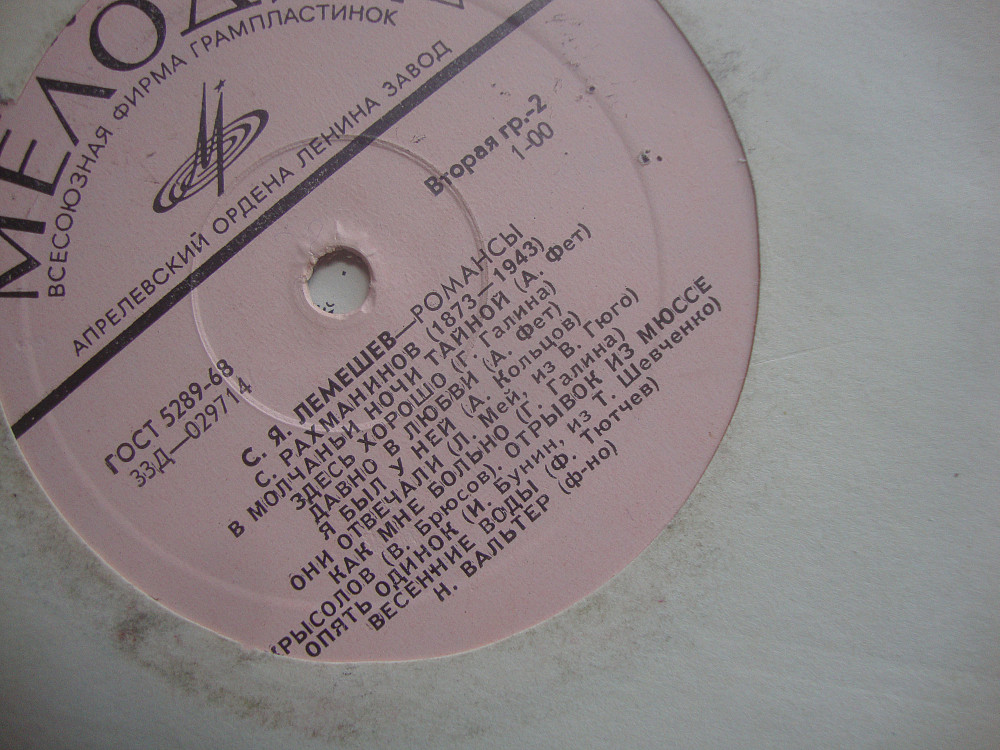 МЕЛОДИЯ
ВСЕСОЮЗНАЯ ФИРМА ГРАМПЛАСТИНОК
АПРЕЛЕВСКИЙ ОРДЕНА ЛЕНИНА ЗАВОД
ГОСТ 5289-68
33Д—029714
Вторая гр.-2
1-00
С. Я. ЛЕМЕШЕВ—РОМАНСЫ
С. РАХМАНИНОВ (1873—1943)
В МОЛЧАНЬИ НОЧИ ТАЙНОЙ (А. Фет)
ЗДЕСЬ ХОРОШО (Г. Галина)
ДАВНО В ЛЮБВИ (А. Фет)
Я БЫЛ У НЕЙ (А. Кольцов)
ОНИ ОТВЕЧАЛИ (Л. Мей, из В. Гюго)
КАК МНЕ БОЛЬНО (Г. Галина)
КРЫСОЛОВ (В. Брюсов). ОТРЫВОК ИЗ МЮССЕ
ОПЯТЬ ОДИНОК (И. Бунин, из Т. Шевченко)
ВЕСЕННИЕ ВОДЫ (Ф. Тютчев)
Н. ВАЛЬТЕР (ф-но)